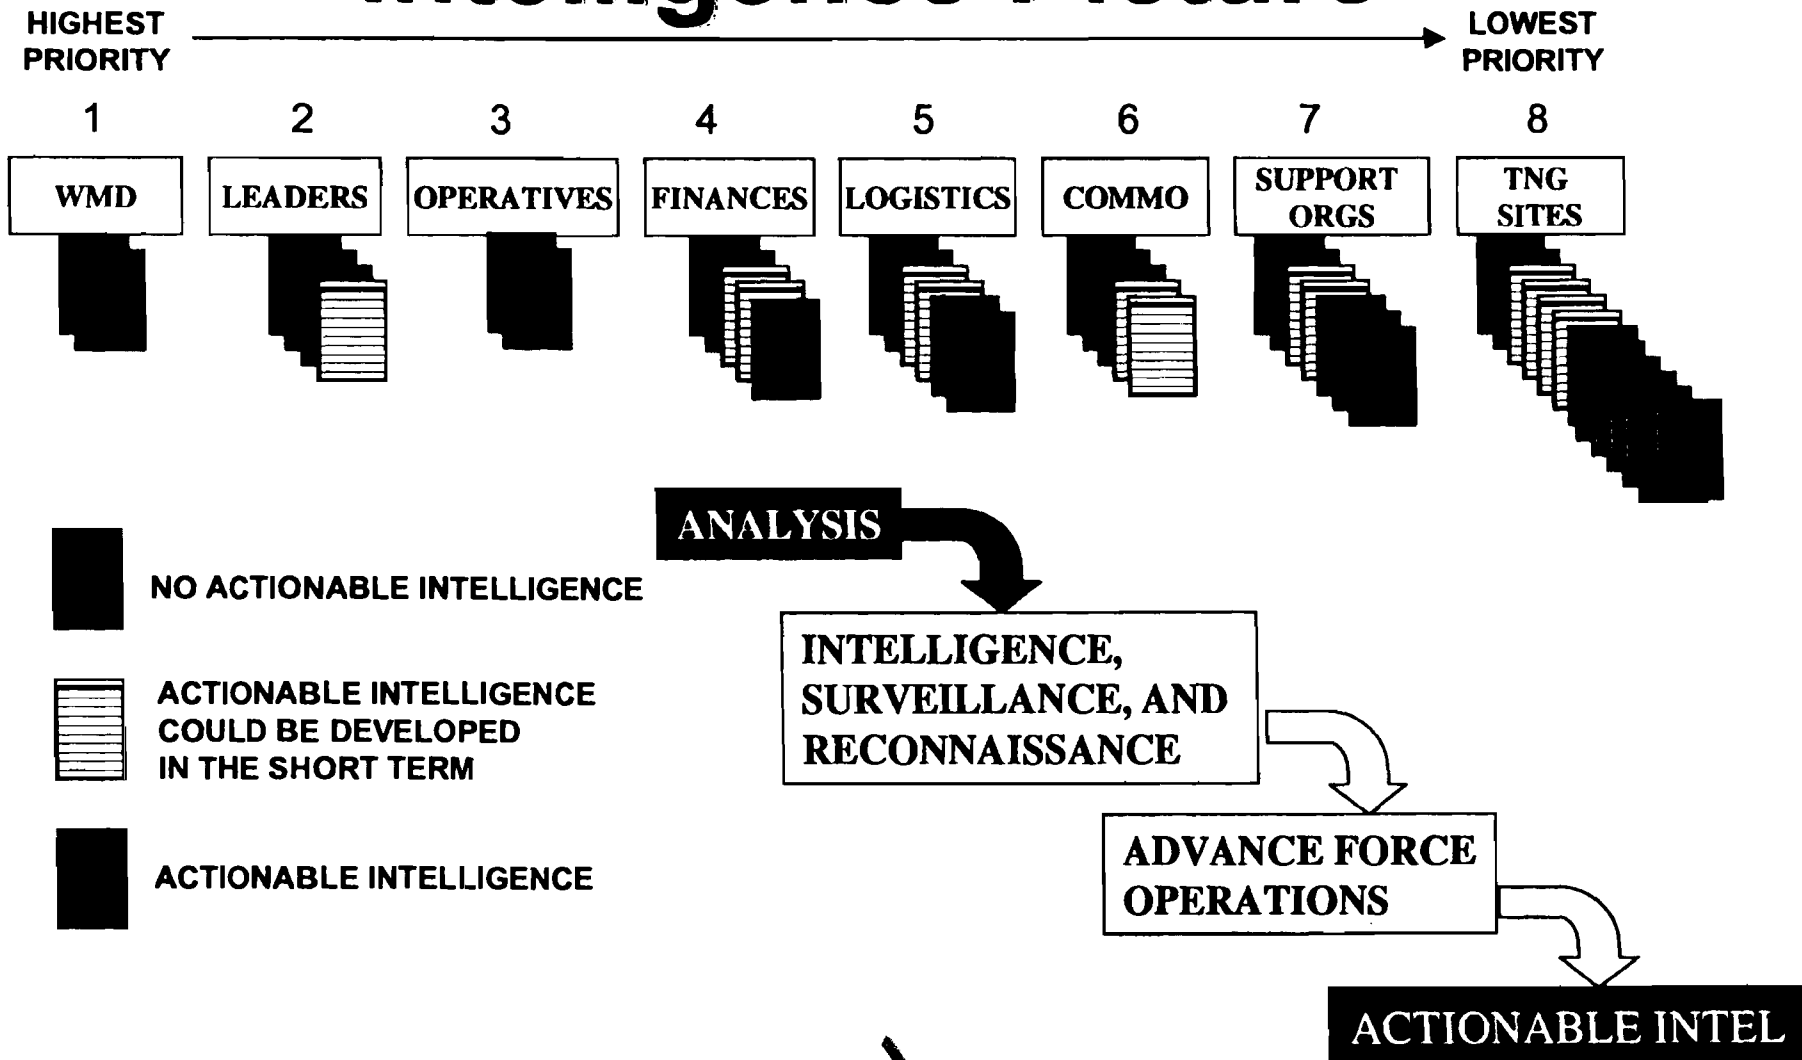 Intelligence Picture
HIGHEST
PRIORITY
LOWEST
PRIORITY
1
2
3
4
5
6
7
8
WMD
LEADERS
OPERATIVES
FINANCES
LOGISTICS
COMMO
SUPPORT
ORGS
TNG
SITES
NO ACTIONABLE INTELLIGENCE
ACTIONABLE INTELLIGENCE
COULD BE DEVELOPED
IN THE SHORT TERM
ACTIONABLE INTELLIGENCE
ANALYSIS
INTELLIGENCE,
SURVEILLANCE, AND
RECONNAISSANCE
ADVANCE FORCE
OPERATIONS
ACTIONABLE INTEL